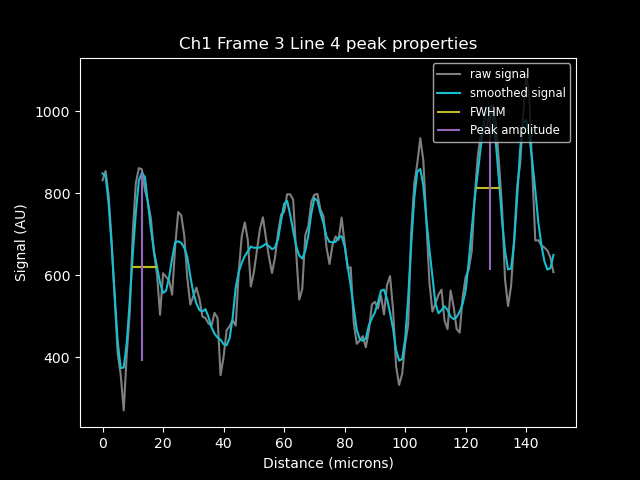 Ch1 Frame 3 Line 4 peak properties
raw signal
smoothed signal
FWHM
Peak amplitude
1000
800
600
400
Signal (AU)
0 20 40 60 80 100 120 140
Distance (microns)